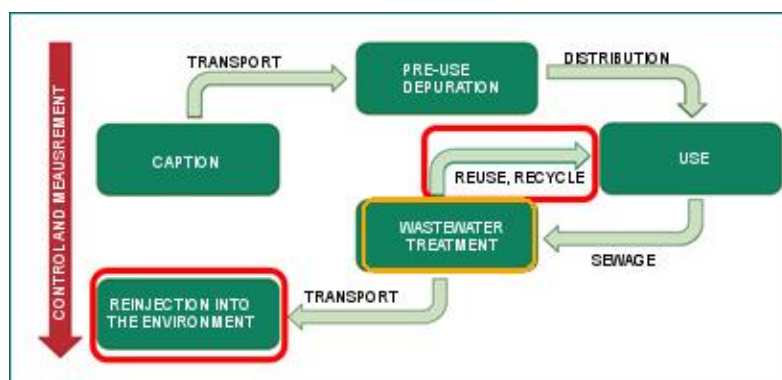 CONTROL AND MEAUSREMENT
TRANSPORT
PRE-USE
DEPURATION
DISTRIBUTION
CAPTION
USE
REUSE, RECYCLE
WASTEWATER
TREATMENT
SEWAGE
TRANSPORT
REINJECTION INTO
THE ENVIRONMENT